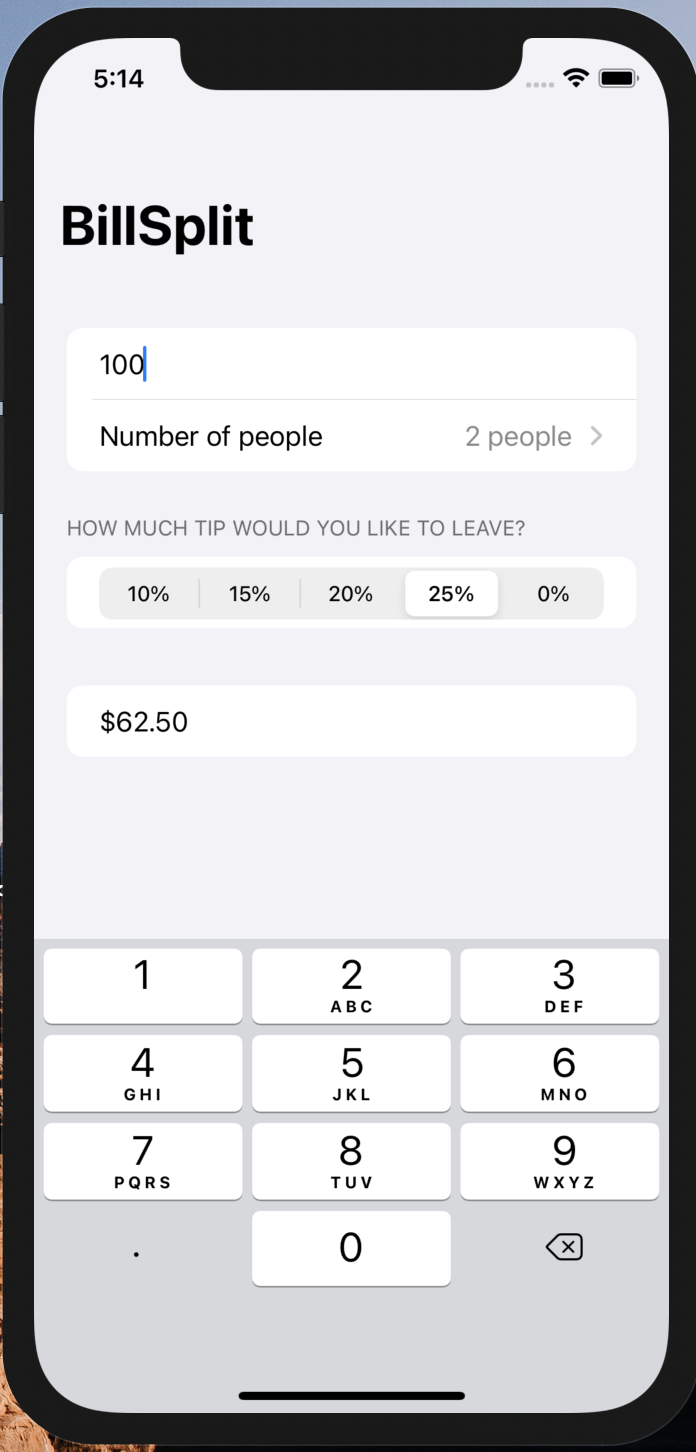 5:14
BillSplit
100
Number of people 2 people
HOW MUCH TIP WOULD YOU LIKE TO LEAVE?
10% 15% 20% 25% 0%
$62.50
1 2 3
ABC DEF
4 5 6
GHI JKL MNO
7 8 9
PQRS TUV WXYZ
. 0